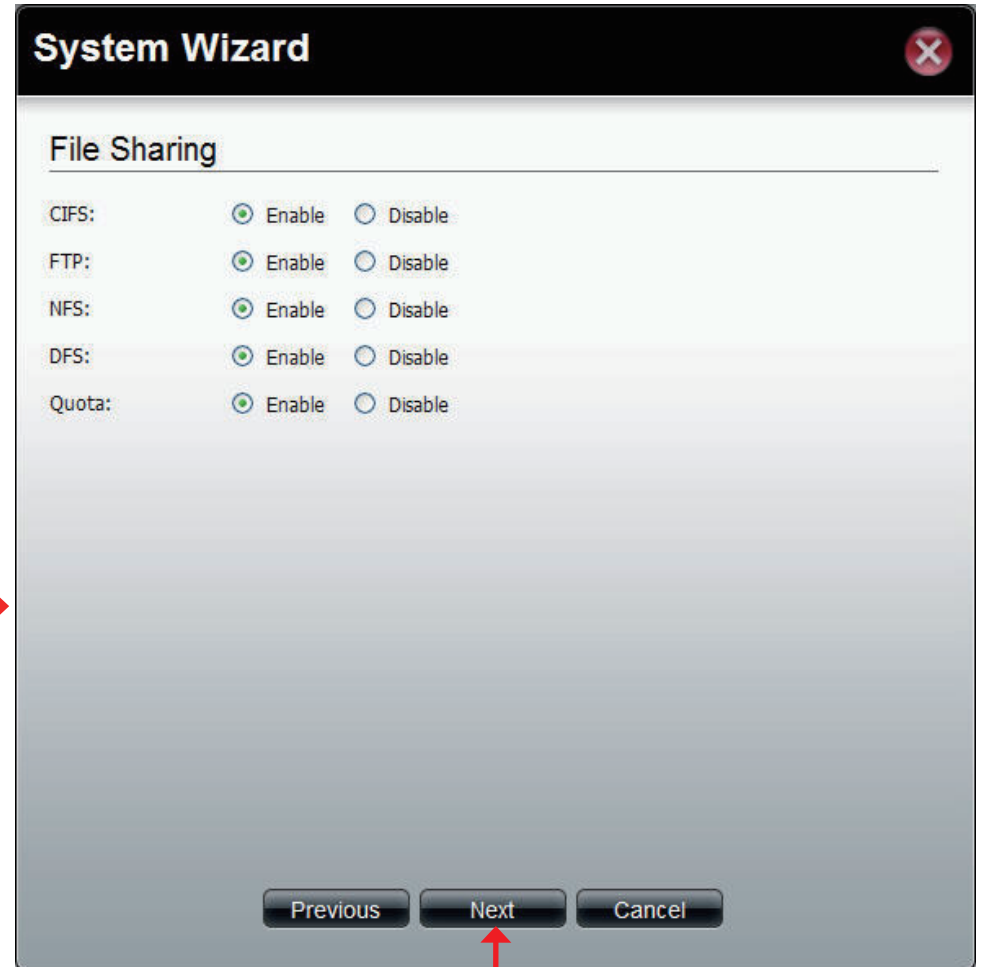 System Wizard
File Sharing
CIFS: Enable Disable
FTP: Enable Disable
NFS: Enable Disable
DFS: Enable Disable
Quota: Enable Disable
Previous Next Cancel